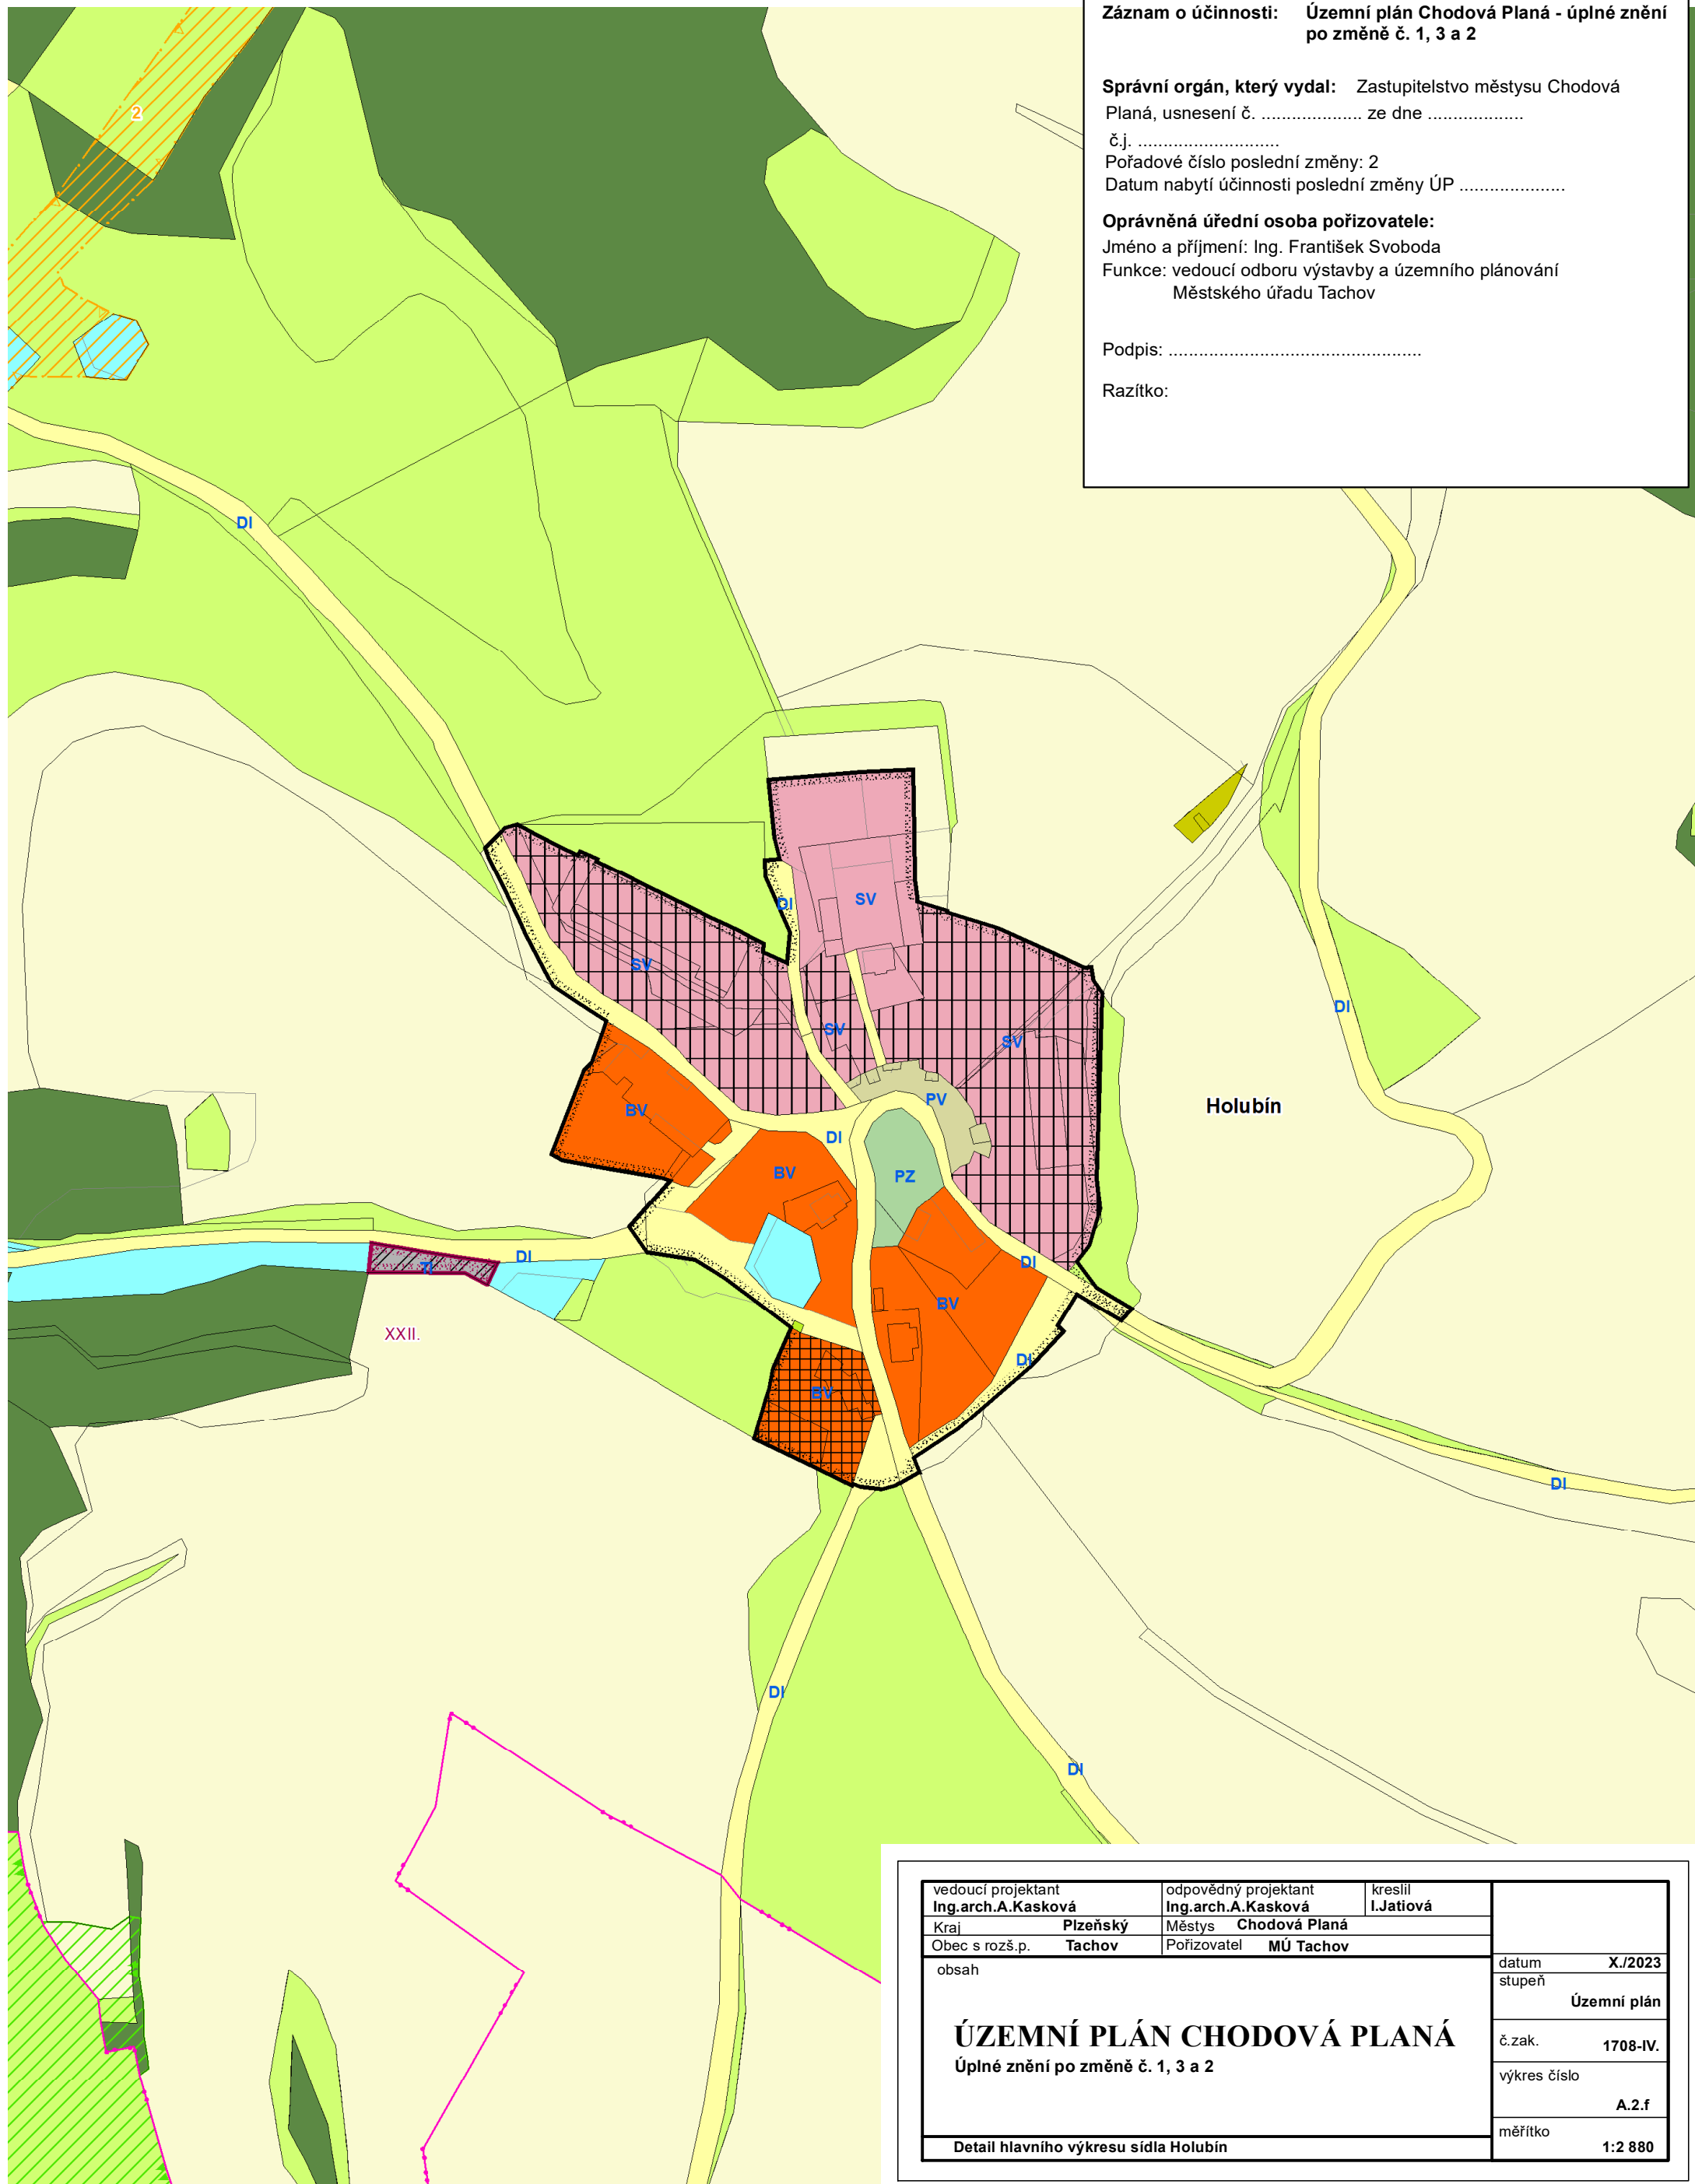 Záznam o účinnosti: Územní plán Chodová Planá - úplné znění
po změně č. 1, 3 a 2
Správní orgán, který vydal: Zastupitelstvo městysu Chodová
Planá, usnesení č. .................... ze dne ...................
č.j. ............................
Pořadové číslo poslední změny: 2
Datum nabytí účinnosti poslední změny ÚP .....................
Oprávněná úřední osoba pořizovatele:
Jméno a příjmení: Ing. František Svoboda
Funkce: vedoucí odboru výstavby a územního plánování
Městského úřadu Tachov
Podpis: ..................................................
Razítko:
2
DI
DI
SV
SV
DI
SV
SV
BV
PV
Holubín
DI
BV
PZ
DI
TI
DI
BV
XXII.
DI
BV
DI
DI
DI
vedoucí projektant
Ing.arch.A.Kasková
odpovědný projektant
Ing.arch.A.Kasková
kreslil
I.Jatiová
Kraj Plzeňský
Městys Chodová Planá
Obec s rozš.p. Tachov
Pořizovatel MÚ Tachov
obsah
ÚZEMNÍ PLÁN CHODOVÁ PLANÁ
Úplné znění po změně č. 1, 3 a 2
Detail hlavního výkresu sídla Holubín
datum X./2023
stupeň
Územní plán
č.zak. 1708-IV.
výkres číslo
A.2.f
měřítko
1:2 880